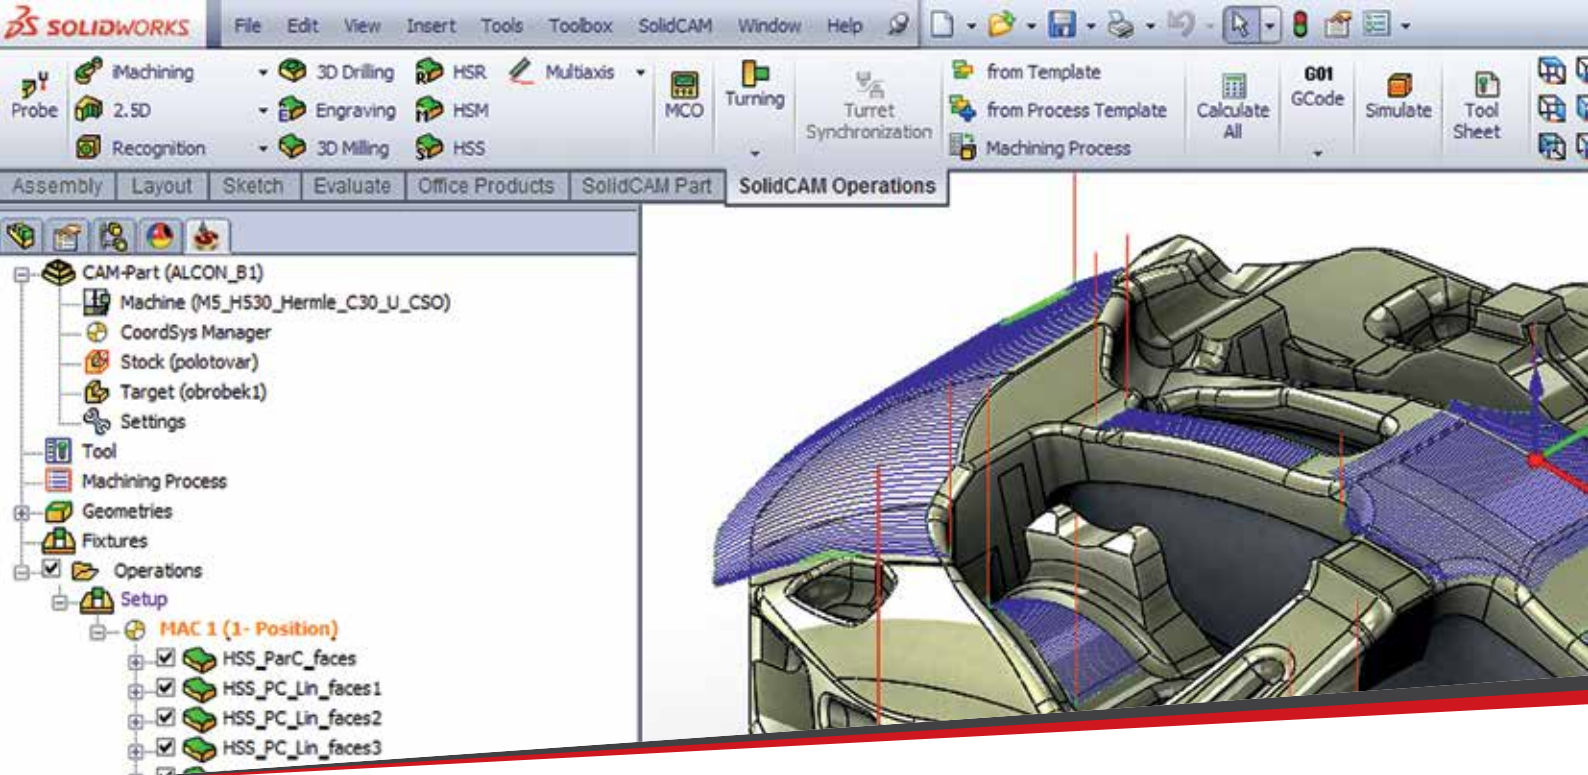 SOLIDWORKS File Edit View Insert Tools Toolbox SolidCAM Window Help
iMachining 3D Drilling HSR Multiaxis from Template G01
Probe 2.5D Engraving HSM MCO Turning Turret Synchronization from Process Template Calculate All GCode Simulate Tool Sheet
Recognition 3D Milling HSS Machining Process
Assembly Layout Sketch Evaluate Office Products SolidCAM Part SolidCAM Operations
CAM-Part (ALCON_B1)
Machine (M5_H530_Hermle_C30_U_CSO)
CoordSys Manager
Stock (polotovar)
Target (obrobek1)
Settings
Tool
Machining Process
Geometries
Fixtures
Operations
Setup
MAC 1 (1- Position)
HSS_ParC_faces
HSS_PC_Lin_faces1
HSS_PC_Lin_faces2
HSS_PC_Lin_faces3